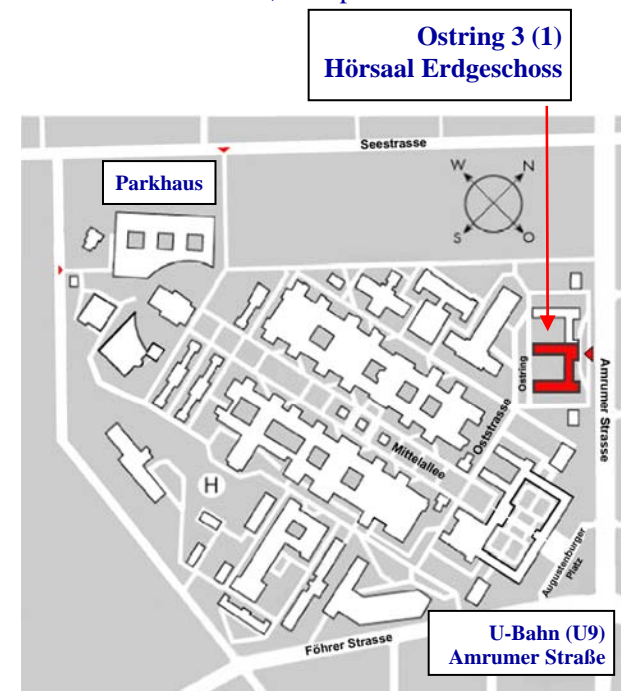 Ostring 3 (1)
Hörsaal Erdgeschoss
Seestrasse
Parkhaus
W
N
S
O
Ostring
Amrumer Strasse
Oststrasse
Mittelallee
H
Augustenburger
Platz
Föhrer Strasse
U-Bahn (U9)
Amrumer Straße